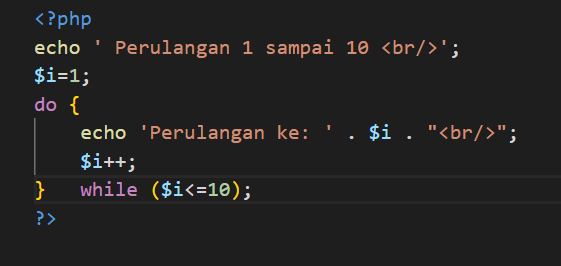 <?php
echo ' Perulangan 1 sampai 10 <br/>';
$i=1;
do {
    echo 'Perulangan ke: ' . $i . "<br/>";
    $i++;
}   while ($i<=10);
?>